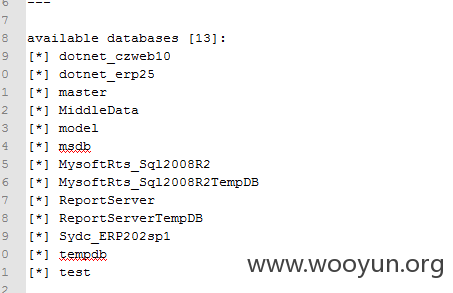 6 ---
7
8 available databases [13]:
9 [*] dotnet_czweb10
0 [*] dotnet_erp25
1 [*] master
2 [*] MiddleData
3 [*] model
4 [*] msdb
5 [*] MysoftRts_Sql2008R2
6 [*] MysoftRts_Sql2008R2TempDB
7 [*] ReportServer
8 [*] ReportServerTempDB
9 [*] Sydc_ERP202sp1
0 [*] tempdb
1 [*] test
2
www.wooyun.org